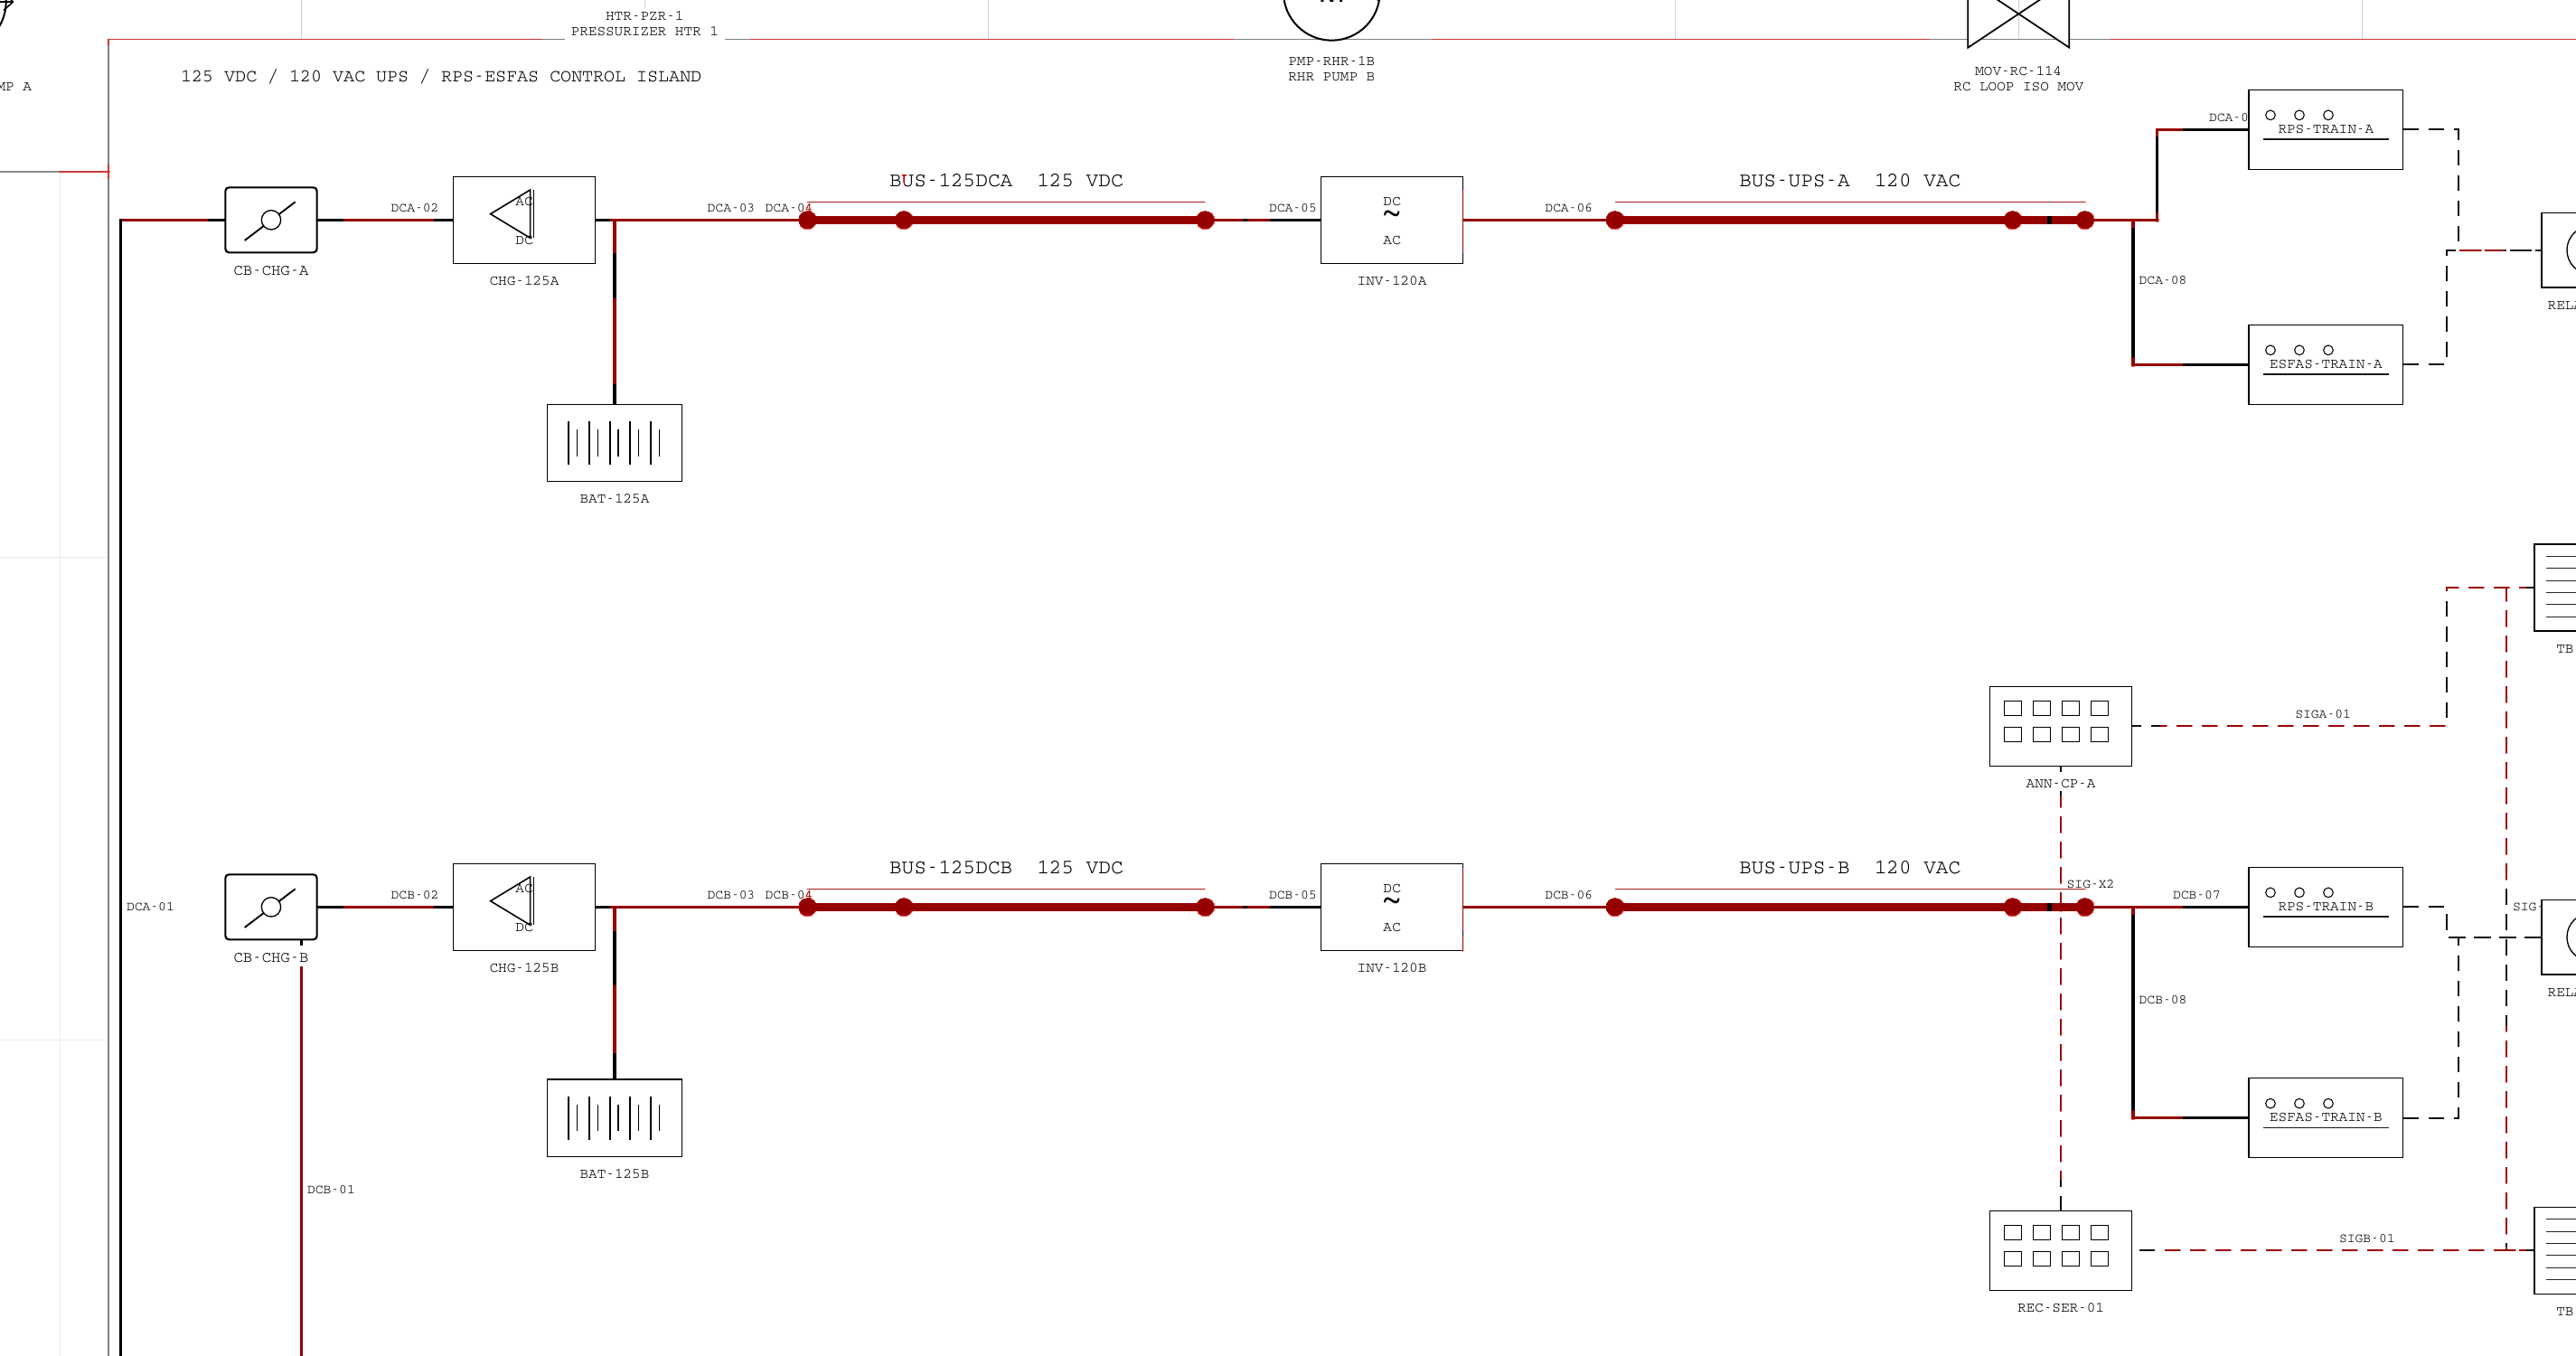 HTR-PZR-1
PRESSURIZER HTR 1
PMP-RHR-1B
RHR PUMP B
MOV-RC-114
RC LOOP ISO MOV
MP A
125 VDC / 120 VAC UPS / RPS-ESFAS CONTROL ISLAND
DCA-0
RPS-TRAIN-A
BUS-125DCA 125 VDC
BUS-UPS-A 120 VAC
DCA-02
AC
DC
DCA-03
DCA-04
DCA-05
DC
~
AC
DCA-06
CB-CHG-A
CHG-125A
INV-120A
DCA-08
RELA
ESFAS-TRAIN-A
BAT-125A
TB
SIGA-01
ANN-CP-A
BUS-125DCB 125 VDC
BUS-UPS-B 120 VAC
SIG-X2
DCA-01
DCB-02
AC
DC
DCB-03
DCB-04
DCB-05
DC
~
AC
DCB-06
DCB-07
RPS-TRAIN-B
SIG-
CB-CHG-B
CHG-125B
INV-120B
DCB-08
RELA
ESFAS-TRAIN-B
BAT-125B
DCB-01
SIGB-01
REC-SER-01
TB